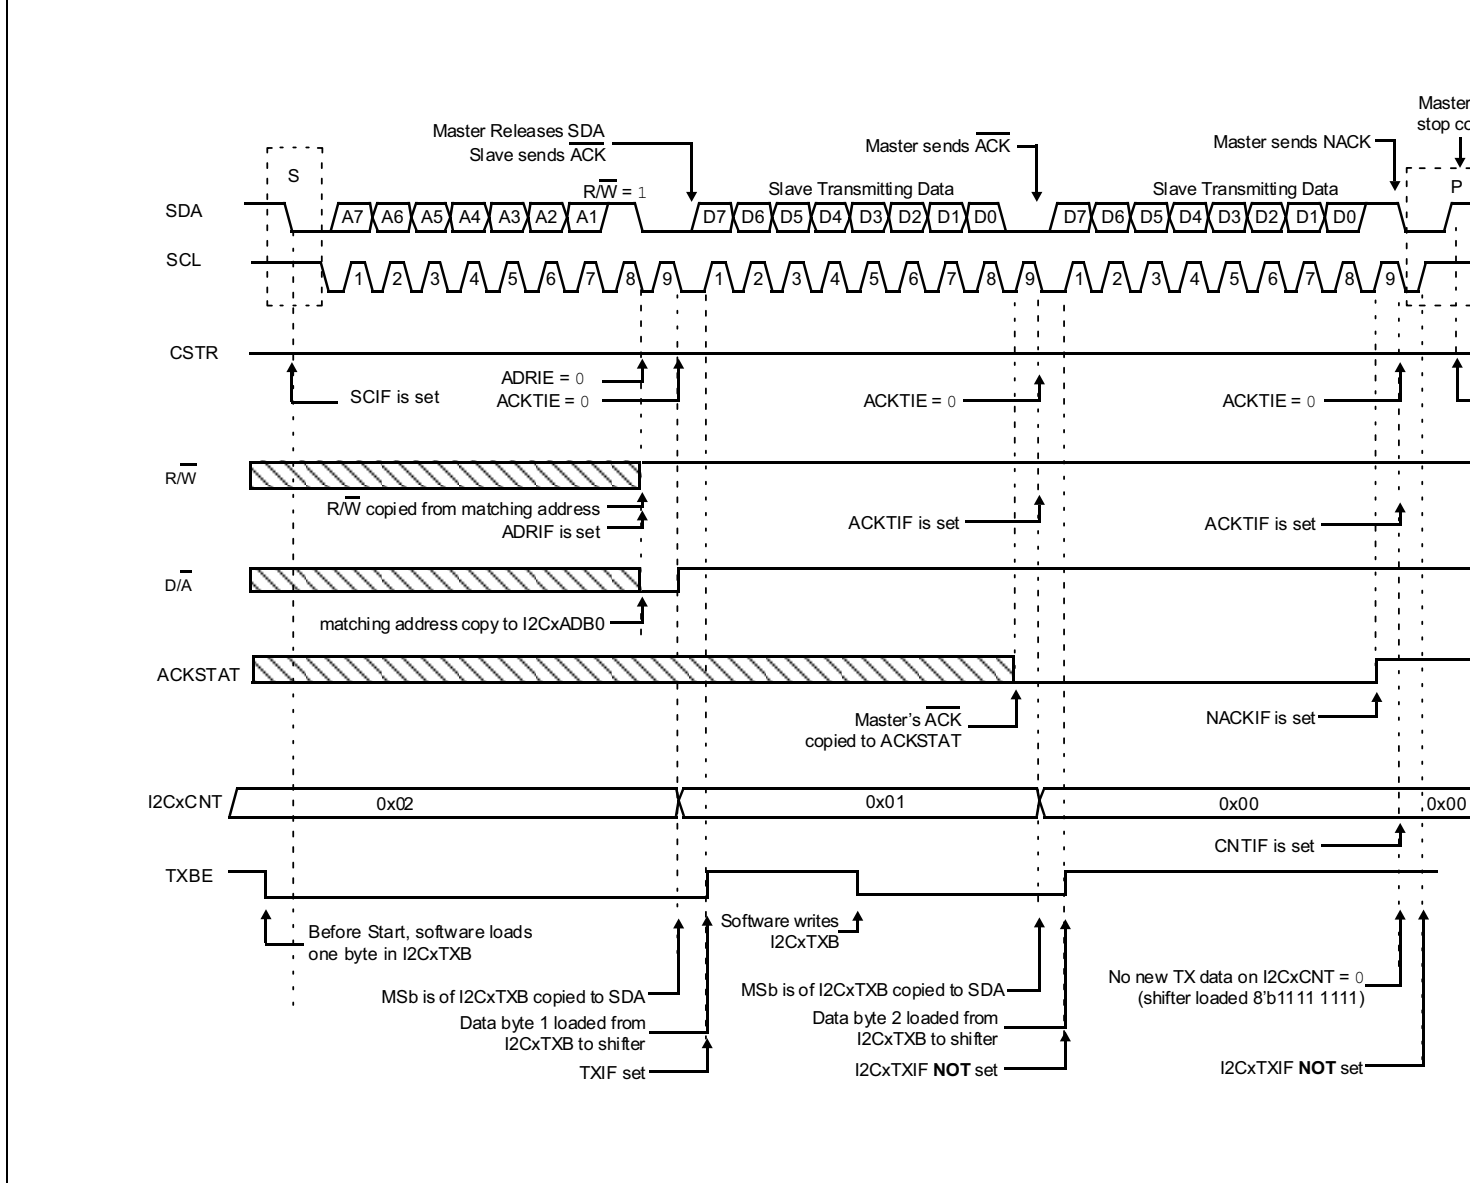 Master
stop co
Master Releases SDA
Slave sends ACK
Master sends ACK
Master sends NACK
S
R/W = 1
Slave Transmitting Data
Slave Transmitting Data
P
SDA
A7 A6 A5 A4 A3 A2 A1
D7 D6 D5 D4 D3 D2 D1 D0
D7 D6 D5 D4 D3 D2 D1 D0
SCL
1 2 3 4 5 6 7 8 9
1 2 3 4 5 6 7 8 9
1 2 3 4 5 6 7 8 9
CSTR
SCIF is set
ADRIE = 0
ACKTIE = 0
ACKTIE = 0
ACKTIE = 0
R/W
R/W copied from matching address
ADRIF is set
ACKTIF is set
ACKTIF is set
D/A
matching address copy to I2CxADB0
ACKSTAT
Master's ACK
copied to ACKSTAT
NACKIF is set
I2CxCNT
0x02
0x01
0x00
0x00
CNTIF is set
TXBE
Before Start, software loads
one byte in I2CxTXB
Software writes
I2CxTXB
MSb is of I2CxTXB copied to SDA
Data byte 1 loaded from
I2CxTXB to shifter
TXIF set
MSb is of I2CxTXB copied to SDA
Data byte 2 loaded from
I2CxTXB to shifter
I2CxTXIF NOT set
No new TX data on I2CxCNT = 0
(shifter loaded 8'b1111 1111)
I2CxTXIF NOT set